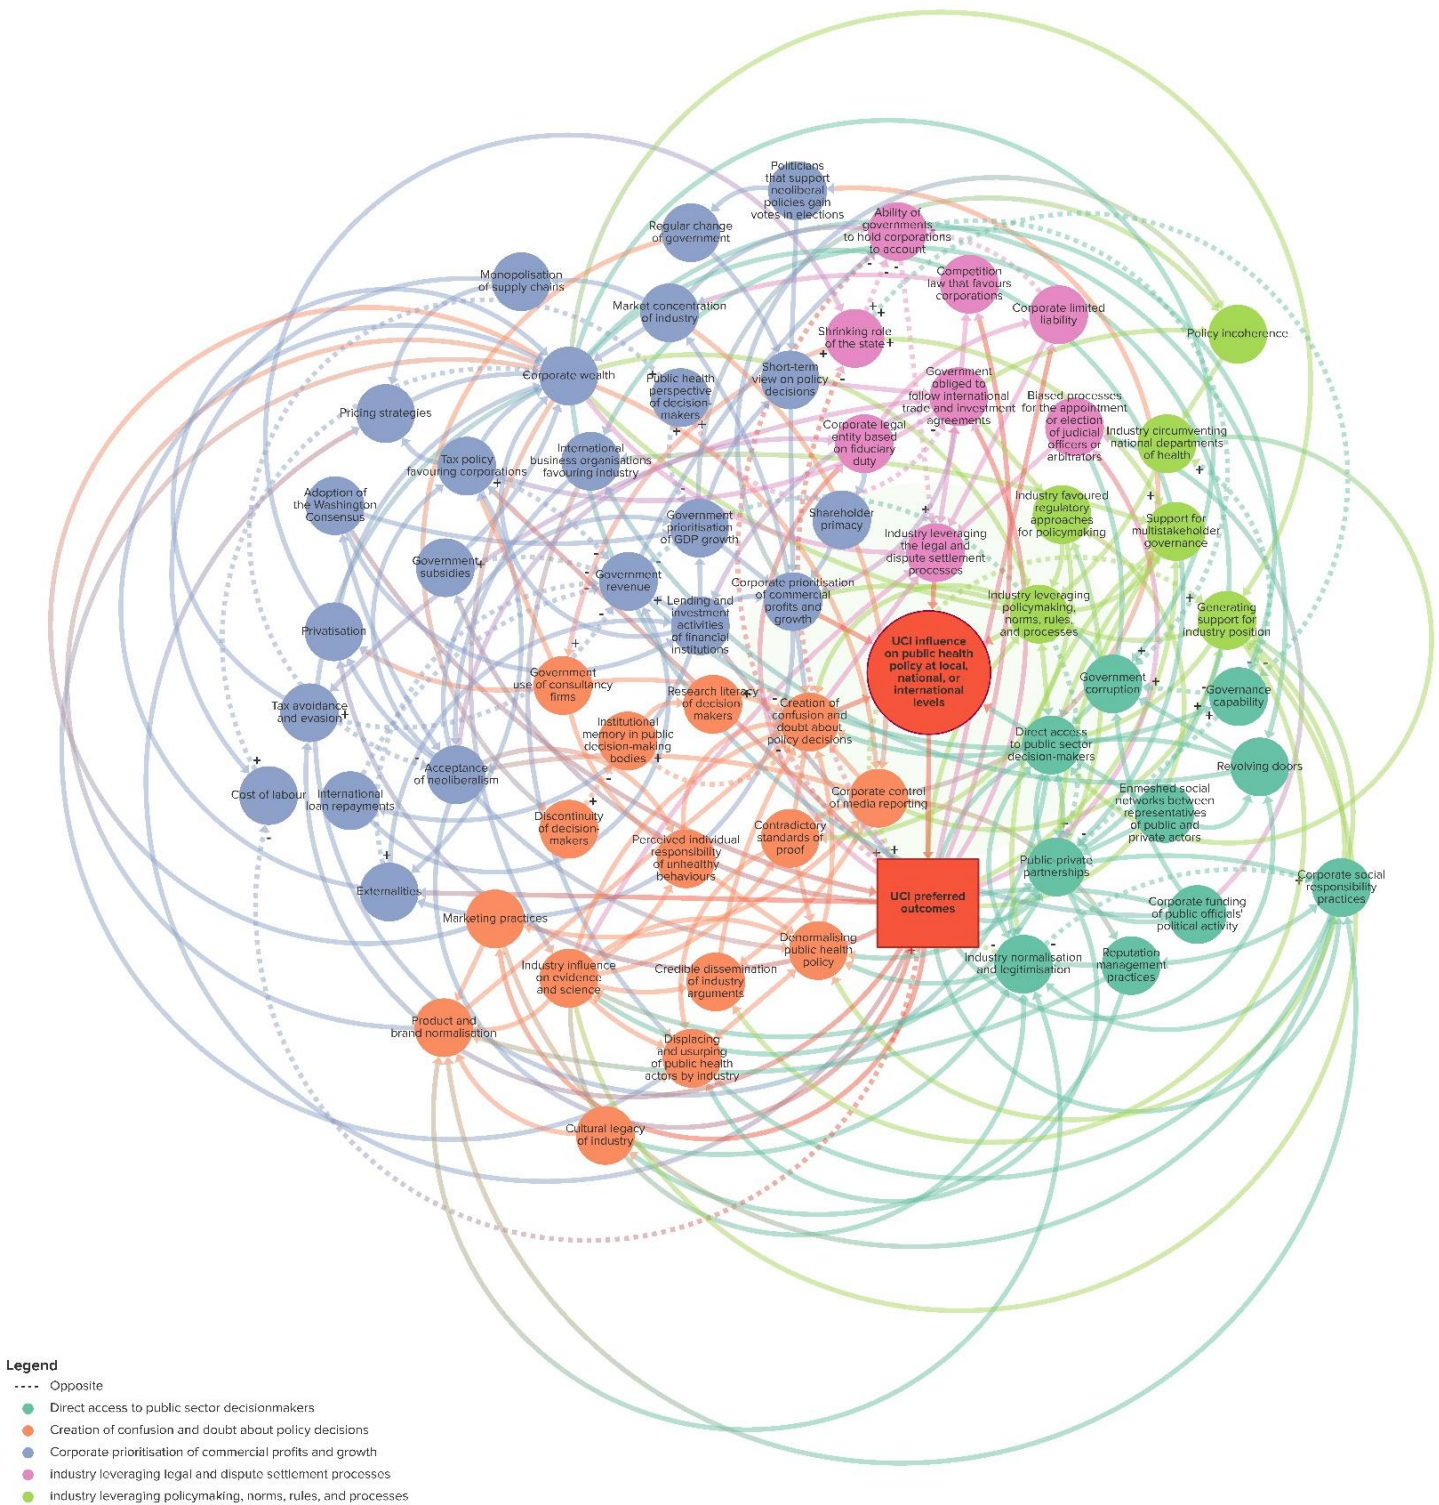 Politicians
that support
neoliberal
policies gain
votes in elections
Regular change
of government
Ability of
governments
to hold corporations
to account
Monopolisation
of supply chains
Competition
law that favours
corporations
Market concentration
of industry
Corporate limited
liability
Shrinking role
of the state
Policy incoherence
Corporate wealth
Short-term
view on policy
decisions
Public health
perspective
of decision-
makers
Government
obliged to
follow international
trade and investment
agreements
Pricing strategies
Biased processes
for the appointment
or election
of judicial
officers or
arbitrators
Corporate legal
entity based
on fiduciary
duty
Industry circumventing
national departments
of health
Tax policy
favouring corporations
International
business organisations
favouring industry
Adoption of
the Washington
Consensus
Government
prioritisation
of GDP growth
Shareholder
primacy
Industry favoured
regulatory
approaches
for policymaking
Support for
multistakeholder
governance
Industry leveraging
the legal and
dispute settlement
processes
Government
subsidies
Government
revenue
Corporate prioritisation
of commercial
profits and
growth
Lending and
investment
activities
of financial
institutions
Industry leveraging
policymaking,
norms, rules,
and processes
Generating
support for
industry position
Privatisation
UCI influence
on public health
policy at local,
national, or
international
levels
Government
use of consultancy
firms
Research literacy
of decision-
makers
Government
corruption
Governance
capability
Tax avoidance
and evasion
Institutional
memory in public
decision-making
bodies
Creation of
confusion and
doubt about
policy decisions
Direct access
to public sector
decision-makers
Revolving doors
Acceptance
of neoliberalism
Cost of labour
International
loan repayments
Corporate control
of media reporting
Enmeshed social
networks between
representatives
of public and
private actors
Discontinuity
of decision-
makers
Contradictory
standards of
proof
Perceived individual
responsibility
of unhealthy
behaviours
Public-private
partnerships
Externalities
UCI preferred
outcomes
Corporate social
responsibility
practices
Marketing practices
Corporate funding
of public officials'
political activity
Denormalising
public health
policy
Industry normalisation
and legitimisation
Reputation
management
practices
Industry influence
on evidence
and science
Credible dissemination
of industry
arguments
Product and
brand normalisation
Displacing
and usurping
of public health
actors by industry
Cultural legacy
of industry
Legend
Opposite
Direct access to public sector decisionmakers
Creation of confusion and doubt about policy decisions
Corporate prioritisation of commercial profits and growth
industry leveraging legal and dispute settlement processes
industry leveraging policymaking, norms, rules, and processes